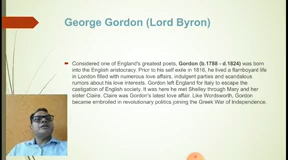 George Gordon (Lord Byron)
Considered one of England's greatest poets, Gordon (b.1788 - d.1824) was born
into the English aristocracy. Prior to his self exile in 1816, he lived a flamboyant life
in London filled with numerous love affairs, indulgent parties and scandalous
rumors about his love interests. Gordon left England for Italy to escape the
castigation of English society. It was here he met Shelley through Mary and her
sister Claire. Claire was Gordon's latest love affair. Like Wordsworth, Gordon
became embroiled in revolutionary politics joining the Greek War of Independence.